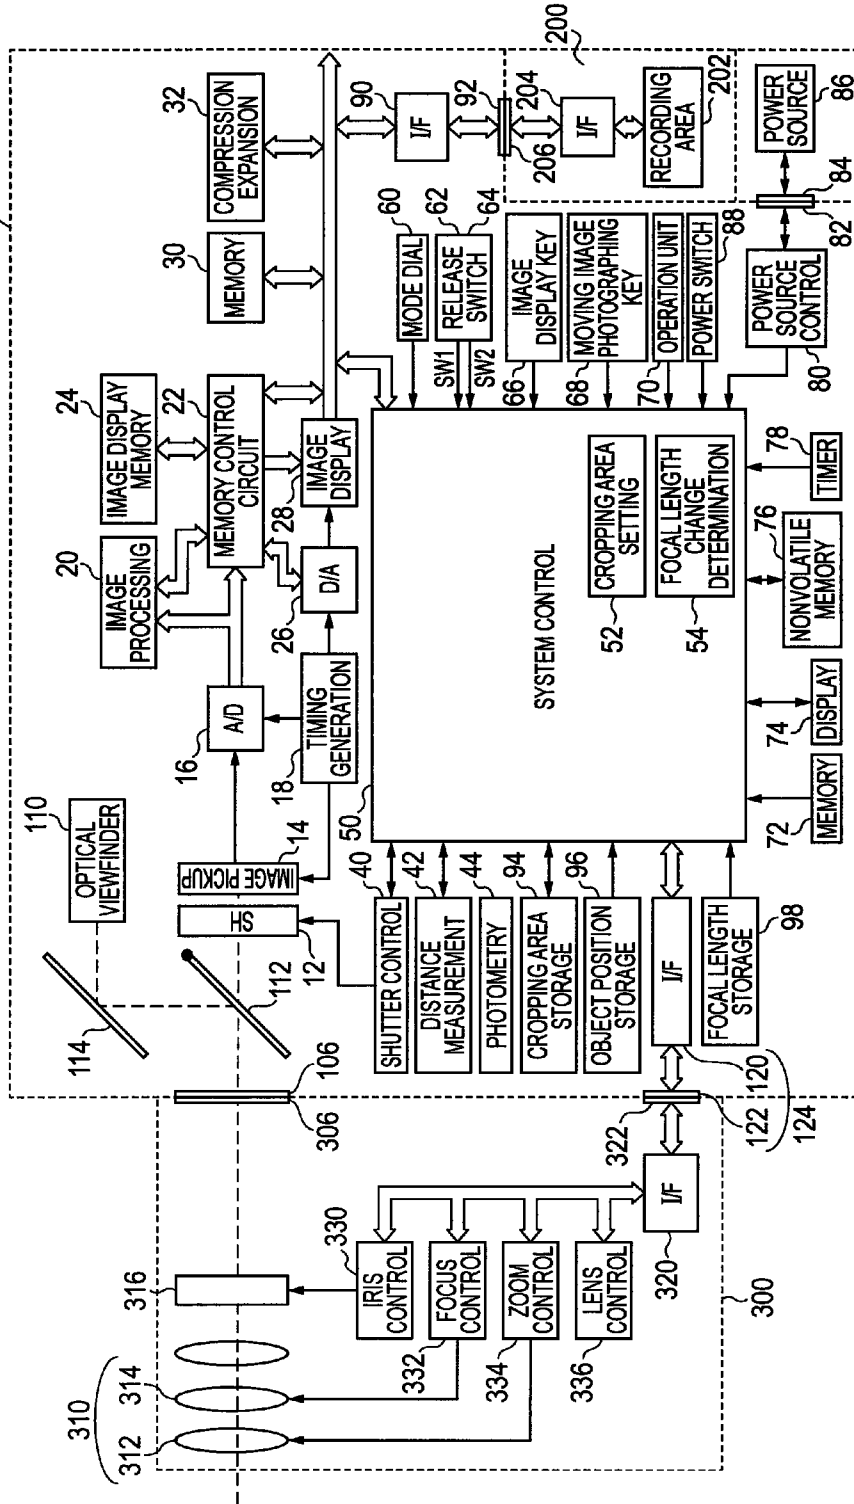 310
312
314
316
330
IRIS
CONTROL
332
FOCUS
CONTROL
334
ZOOM
CONTROL
336
LENS
CONTROL
I/F
320
300
306
106
322
122
120
124
114
112
110
OPTICAL
VIEWFINDER
SH
12
IMAGE PICKUP
14
40
SHUTTER CONTROL
42
DISTANCE
MEASUREMENT
44
PHOTOMETRY
94
CROPPING AREA
STORAGE
96
OBJECT POSITION
STORAGE
I/F
FOCAL LENGTH
STORAGE
98
16
A/D
18
TIMING
GENERATION
20
IMAGE
PROCESSING
24
IMAGE DISPLAY
MEMORY
22
MEMORY CONTROL
CIRCUIT
26
D/A
28
IMAGE
DISPLAY
30
MEMORY
32
COMPRESSION
EXPANSION
50
SYSTEM CONTROL
52
CROPPING AREA
SETTING
54
FOCAL LENGTH
CHANGE
DETERMINATION
72
MEMORY
74
DISPLAY
76
NONVOLATILE
MEMORY
78
TIMER
60
MODE DIAL
62
64
RELEASE
SWITCH
SW1
SW2
66
IMAGE
DISPLAY KEY
68
MOVING IMAGE
PHOTOGRAPHING
KEY
70
OPERATION UNIT
POWER SWITCH
88
80
POWER
SOURCE
CONTROL
82
84
POWER
SOURCE
86
90
I/F
92
206
204
I/F
RECORDING
AREA
202
200